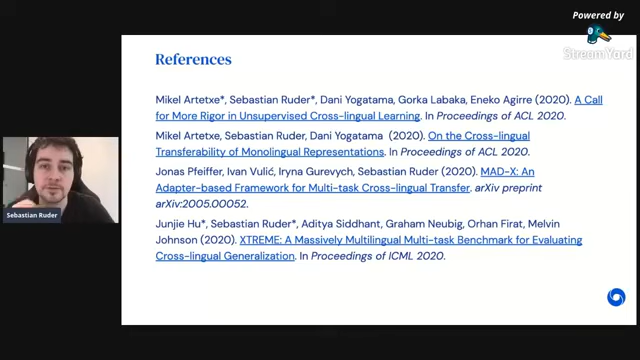 Powered by
StreamYard
References
Mikel Artetxe*, Sebastian Ruder*, Dani Yogatama, Gorka Labaka, Eneko Agirre (2020). A Call
for More Rigor in Unsupervised Cross-lingual Learning. In Proceedings of ACL 2020.
Mikel Artetxe, Sebastian Ruder, Dani Yogatama (2020). On the Cross-lingual
Transferability of Monolingual Representations. In Proceedings of ACL 2020.
Jonas Pfeiffer, Ivan Vulić, Iryna Gurevych, Sebastian Ruder (2020). MAD-X: An
Adapter-based Framework for Multi-task Cross-lingual Transfer. arXiv preprint
arXiv:2005.00052.
Junjie Hu*, Sebastian Ruder*, Aditya Siddhant, Graham Neubig, Orhan Firat, Melvin
Johnson (2020). XTREME: A Massively Multilingual Multi-task Benchmark for Evaluating
Cross-lingual Generalization. In Proceedings of ICML 2020.
Sebastian Ruder